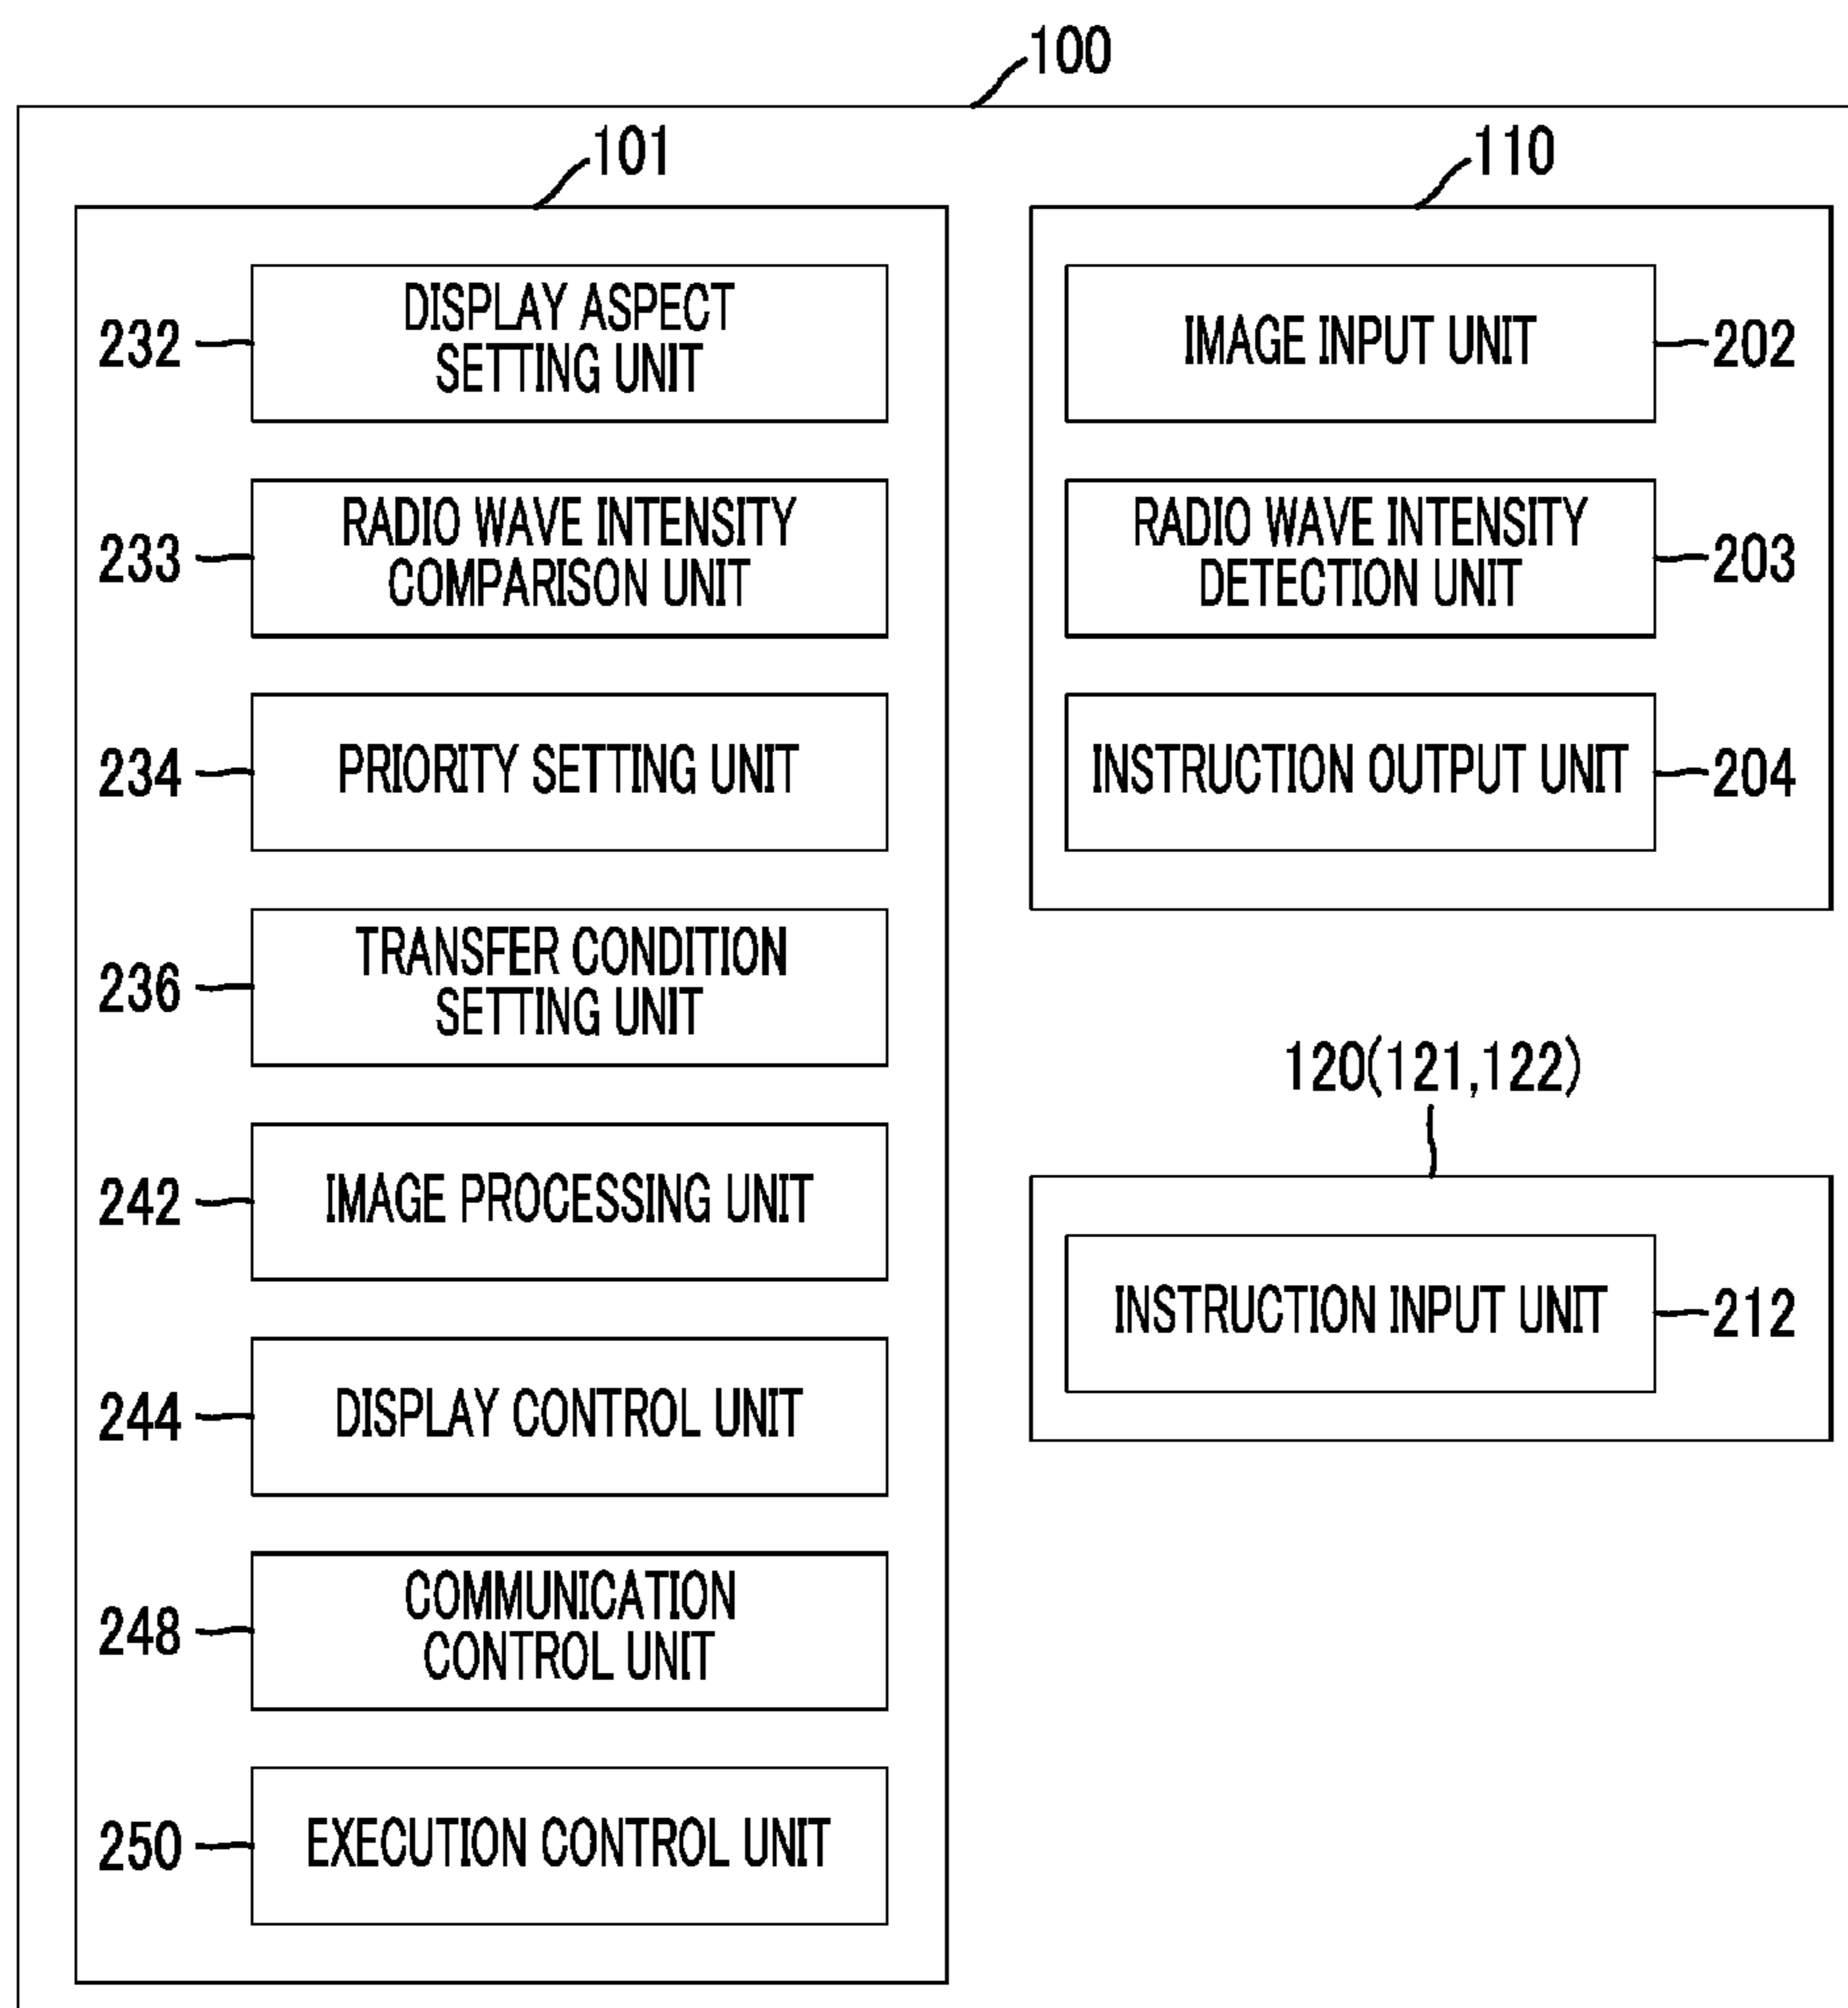 100
101
232
DISPLAY ASPECT
SETTING UNIT
233
RADIO WAVE INTENSITY
COMPARISON UNIT
234
PRIORITY SETTING UNIT
236
TRANSFER CONDITION
SETTING UNIT
242
IMAGE PROCESSING UNIT
244
DISPLAY CONTROL UNIT
248
COMMUNICATION
CONTROL UNIT
250
EXECUTION CONTROL UNIT
110
IMAGE INPUT UNIT
202
RADIO WAVE INTENSITY
DETECTION UNIT
203
INSTRUCTION OUTPUT UNIT
204
120(121,122)
INSTRUCTION INPUT UNIT
212